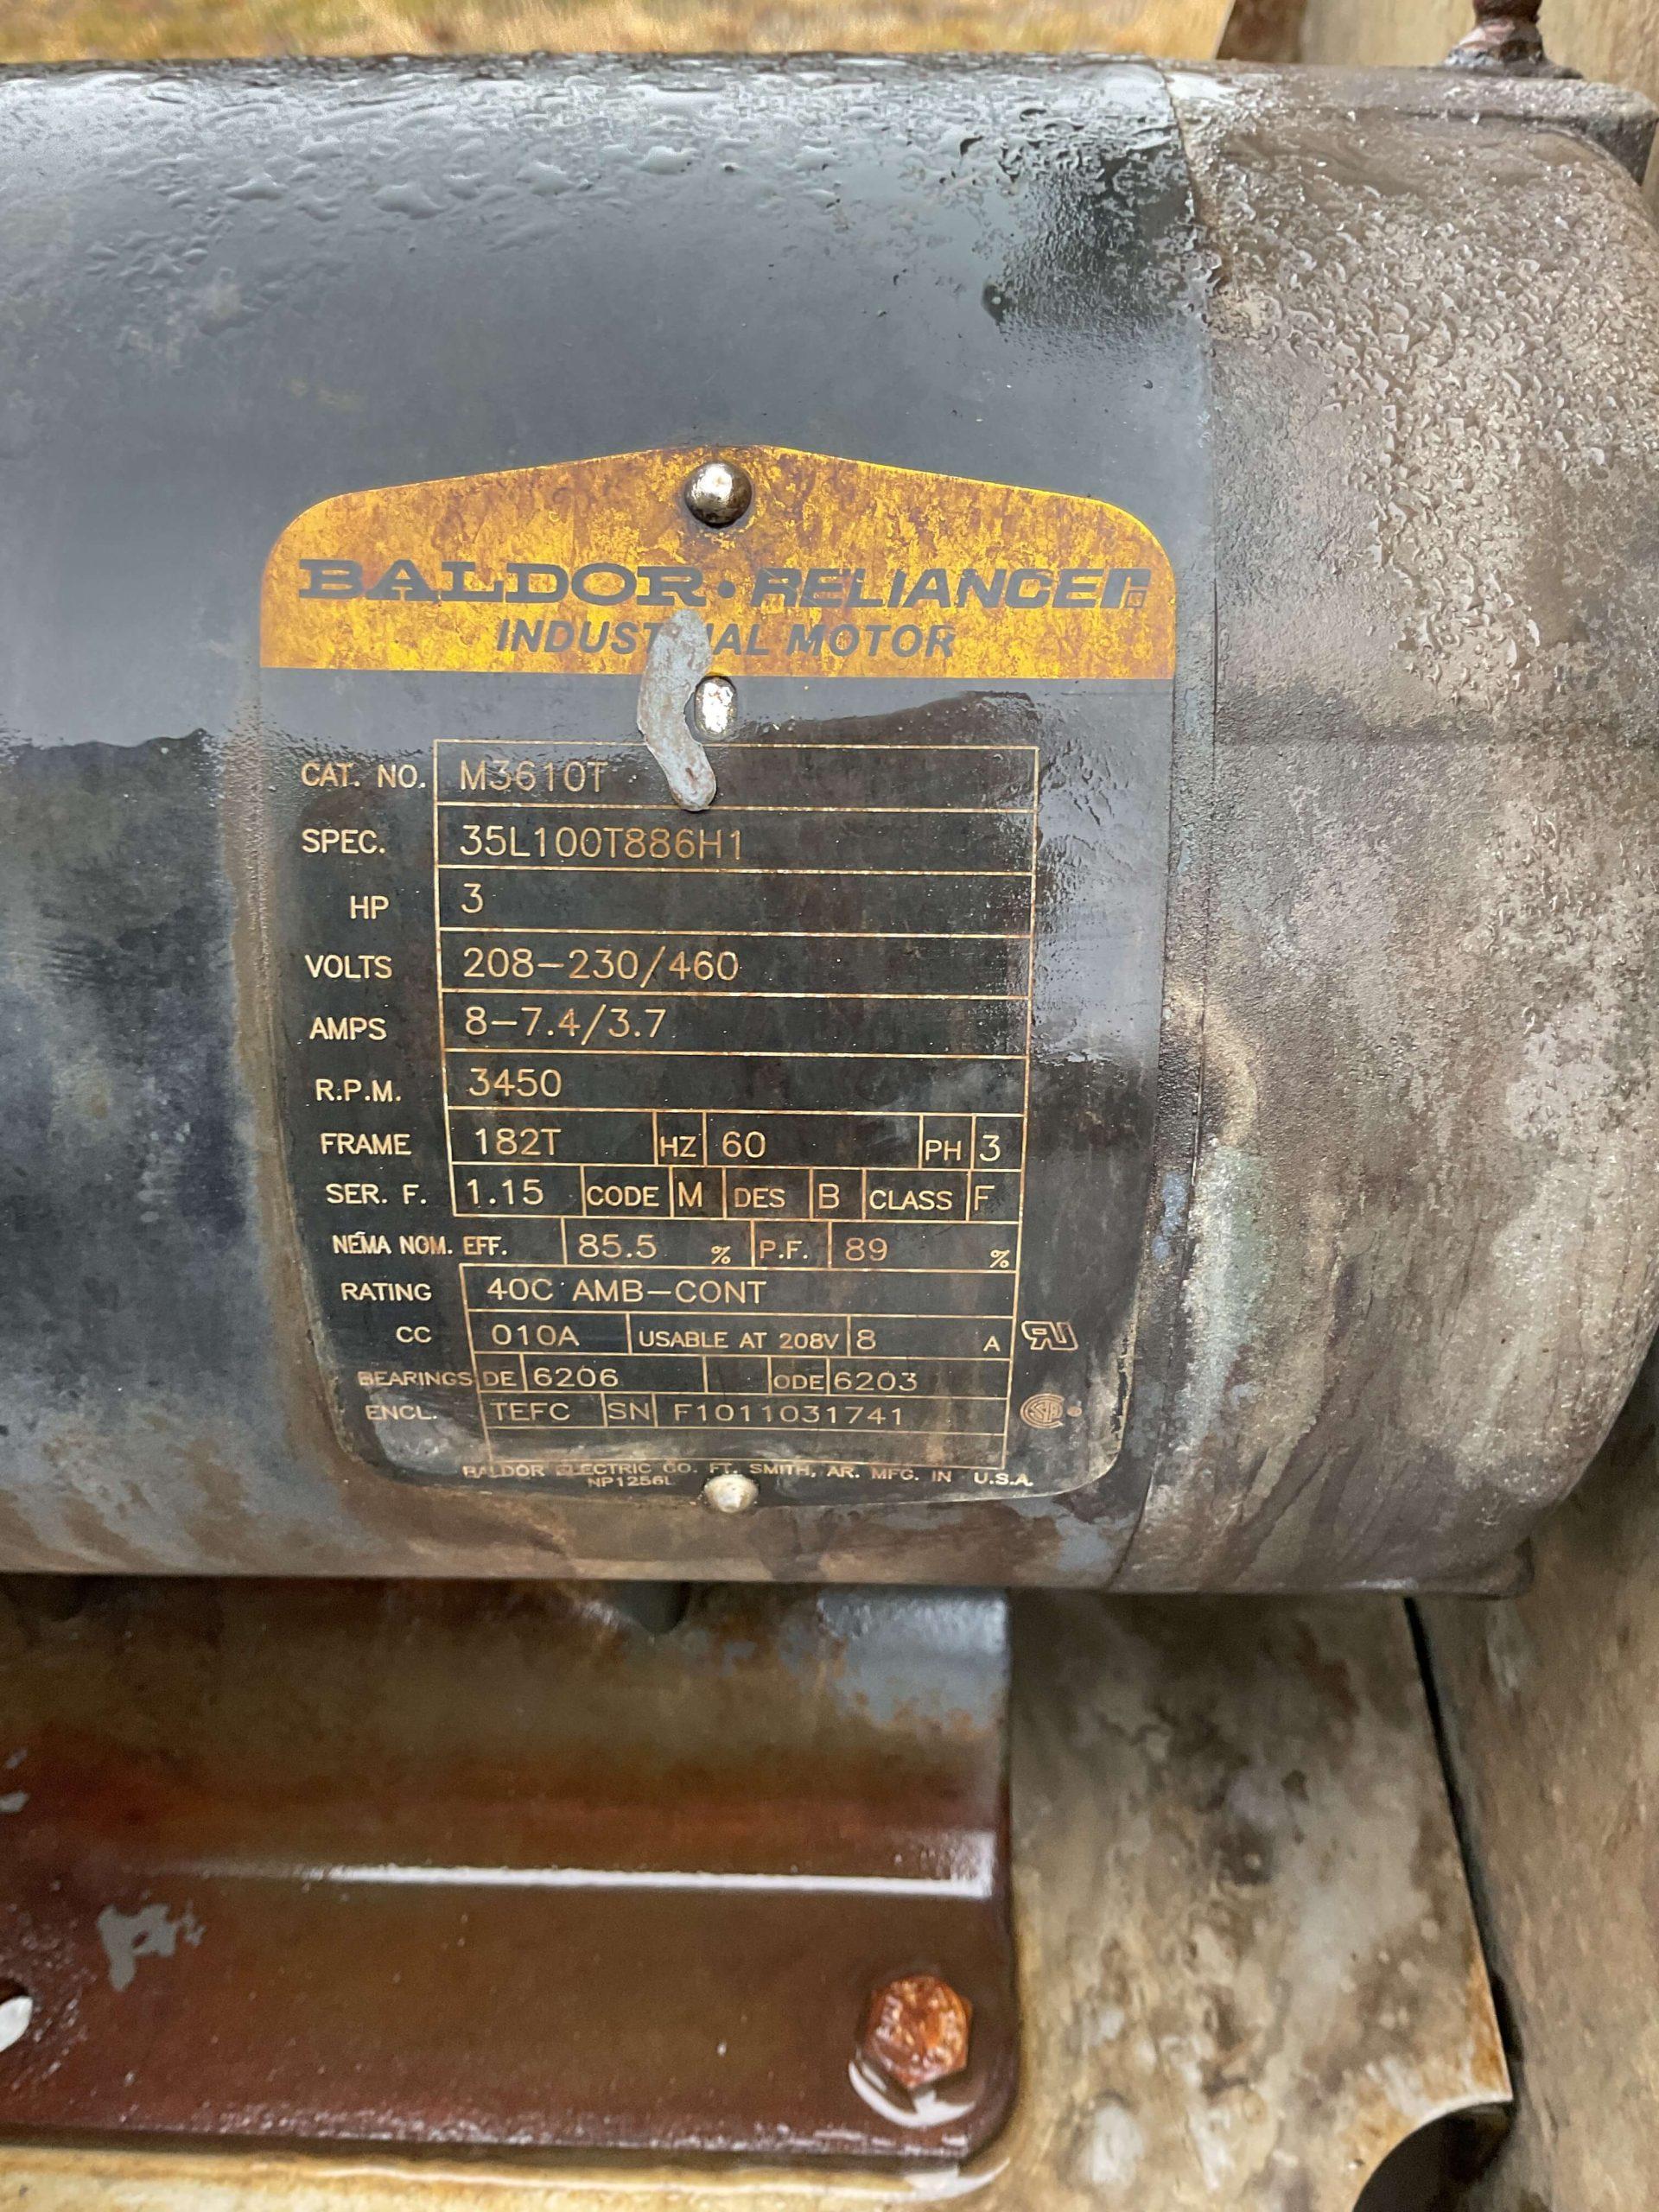 BALDOR • RELIANCER
INDUSTRIAL MOTOR
CAT. NO. M3610T
SPEC. 35L100T886H1
HP 3
VOLTS 208-230/460
AMPS 8-7.4/3.7
R.P.M. 3450
FRAME 182T HZ 60 PH 3
SER. F. 1.15 CODE M DES B CLASS F
NEMA NOM. EFF. 85.5 % P.F. 89 %
RATING 40C AMB-CONT
CC 010A USABLE AT 208V 8 A RU
BEARINGS DE 6206 ODE 6203
ENCL. TEFC SN F1011031741 CSA
BALDOR ELECTRIC CO. FT. SMITH, AR. MFG. IN U.S.A.
NP1256L